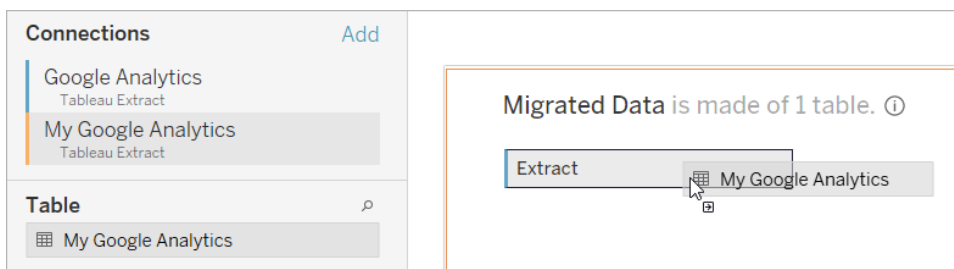 Connections Add
Google Analytics
Tableau Extract
My Google Analytics
Tableau Extract
Table
My Google Analytics
Migrated Data is made of 1 table.
Extract
My Google Analytics